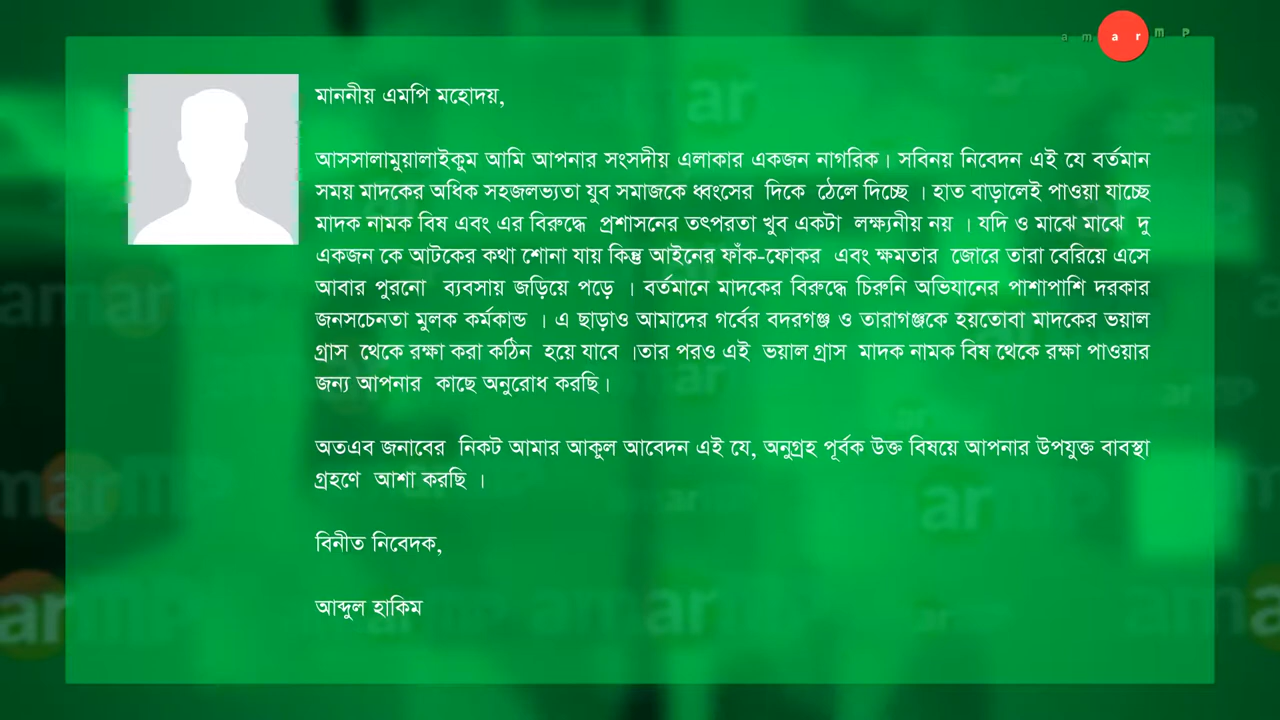 amarMP
মাননীয় এমপি মহোদয়,
আসসালামুয়ালাইকুম আমি আপনার সংসদীয় এলাকার একজন নাগরিক। সবিনয় নিবেদন এই যে বর্তমান
সময় মাদকের অধিক সহজলভ্যতা যুব সমাজকে ধ্বংসের দিকে ঠেলে দিচ্ছে । হাত বাড়ালেই পাওয়া যাচ্ছে
মাদক নামক বিষ এবং এর বিরুদ্ধে প্রশাসনের তৎপরতা খুব একটা লক্ষ্যনীয় নয় । যদি ও মাঝে মাঝে দু
একজন কে আটকের কথা শোনা যায় কিন্তু আইনের ফাঁক-ফোকর এবং ক্ষমতার জোরে তারা বেরিয়ে এসে
আবার পুরনো ব্যবসায় জড়িয়ে পড়ে । বর্তমানে মাদকের বিরুদ্ধে চিরুনি অভিযানের পাশাপাশি দরকার
জনসচেনতা মুলক কর্মকান্ড । এ ছাড়াও আমাদের গর্বের বদরগঞ্জ ও তারাগঞ্জকে হয়তোবা মাদকের ভয়াল
গ্রাস থেকে রক্ষা করা কঠিন হয়ে যাবে ।তার পরও এই ভয়াল গ্রাস মাদক নামক বিষ থেকে রক্ষা পাওয়ার
জন্য আপনার কাছে অনুরোধ করছি।
অতএব জনাবের নিকট আমার আকুল আবেদন এই যে, অনুগ্রহ পূর্বক উক্ত বিষয়ে আপনার উপযুক্ত বাবস্থা
গ্রহণে আশা করছি ।
বিনীত নিবেদক,
আব্দুল হাকিম